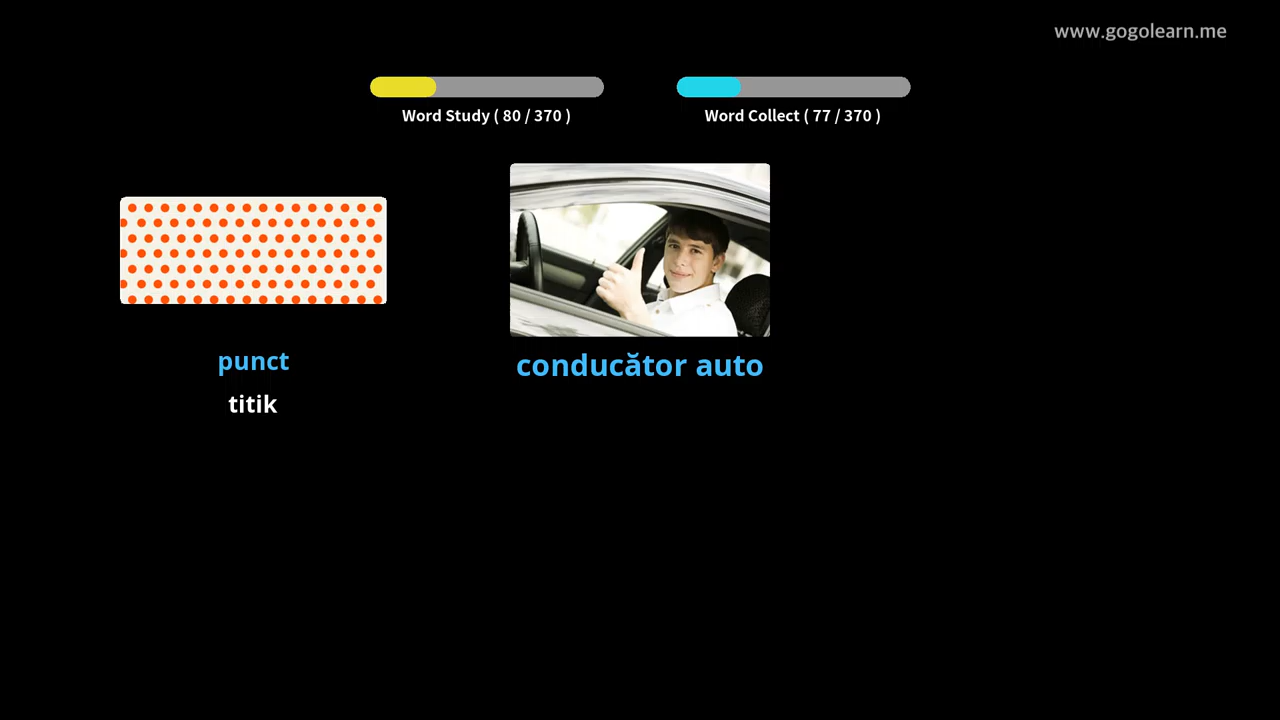 www.gogolearn.me
Word Study ( 80 / 370 )
Word Collect ( 77 / 370 )
punct
titik
conducător auto